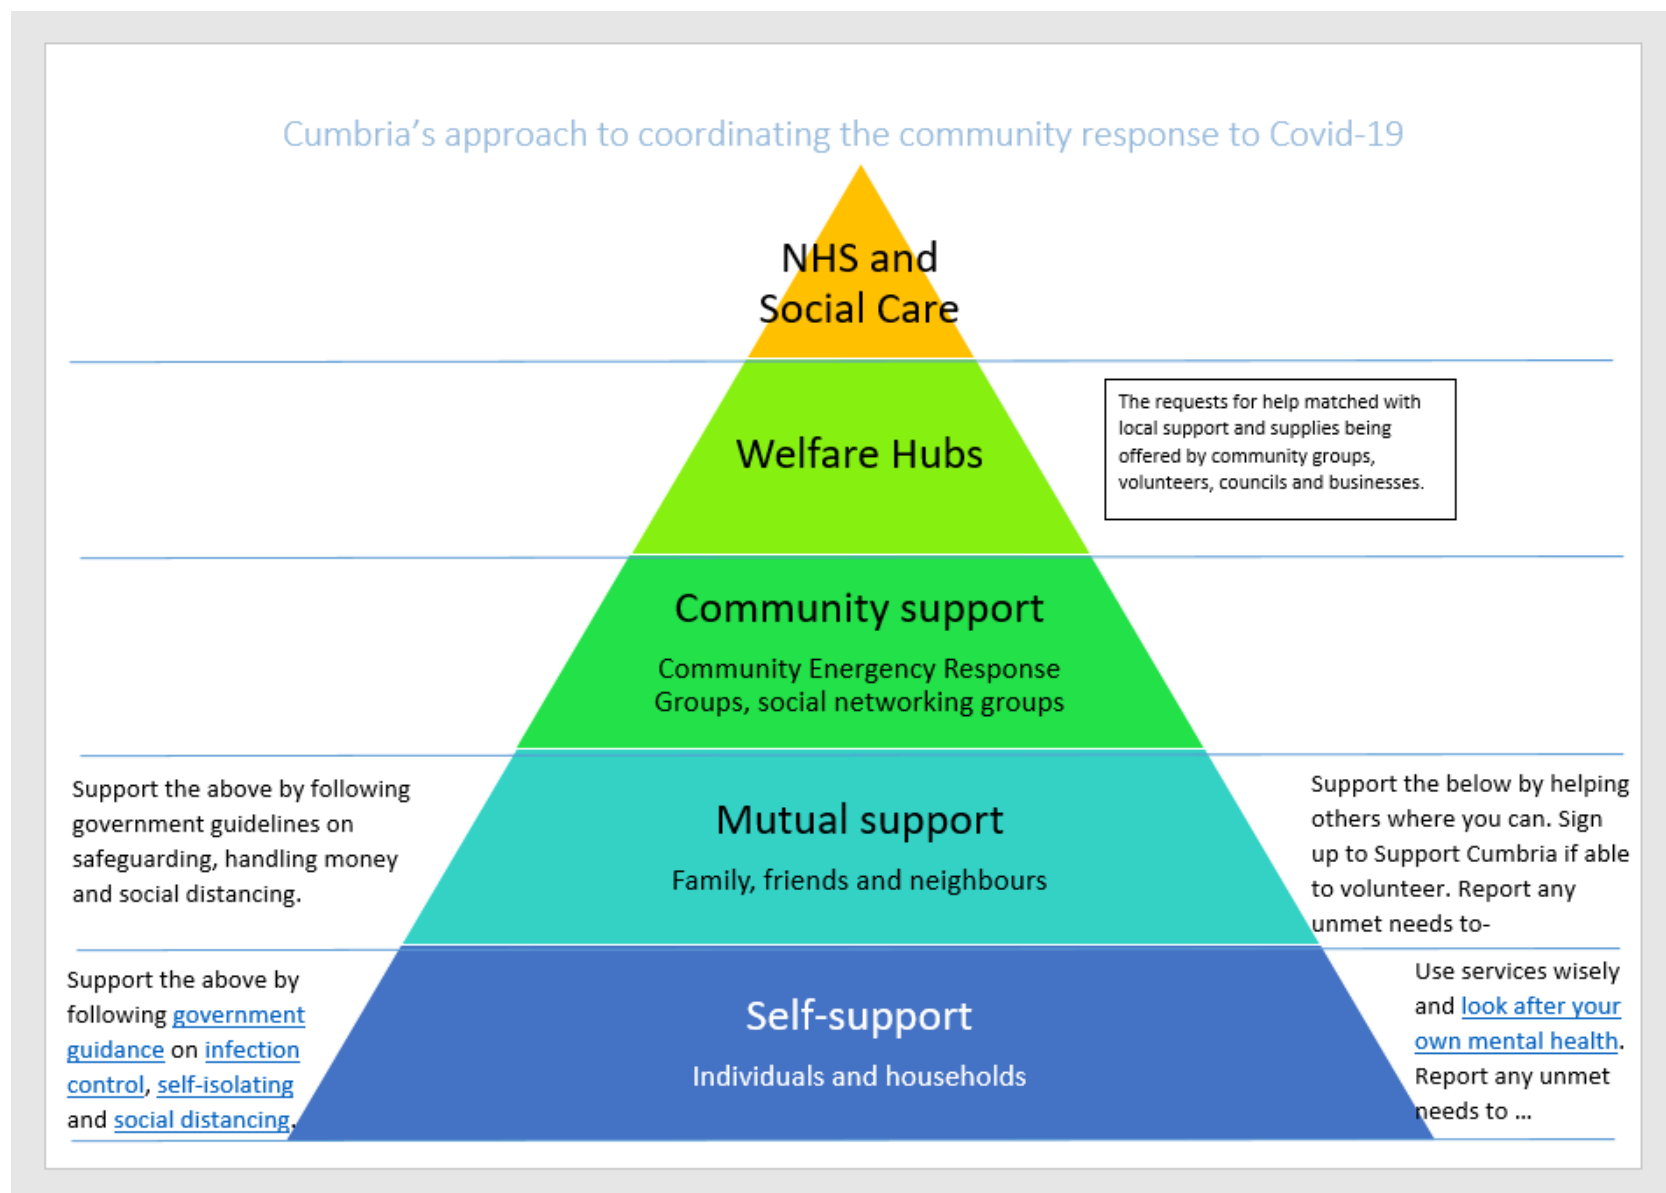 Cumbria's approach to coordinating the community response to Covid-19
NHS and
Social Care
Welfare Hubs
The requests for help matched with
local support and supplies being
offered by community groups,
volunteers, councils and businesses.
Community support
Community Energency Response
Groups, social networking groups
Support the above by following
government guidelines on
safeguarding, handling money
and social distancing.
Mutual support
Family, friends and neighbours
Support the below by helping
others where you can. Sign
up to Support Cumbria if able
to volunteer. Report any
unmet needs to-
Support the above by
following government
guidance on infection
control, self-isolating
and social distancing.
Self-support
Individuals and households
Use services wisely
and look after your
own mental health.
Report any unmet
needs to ...